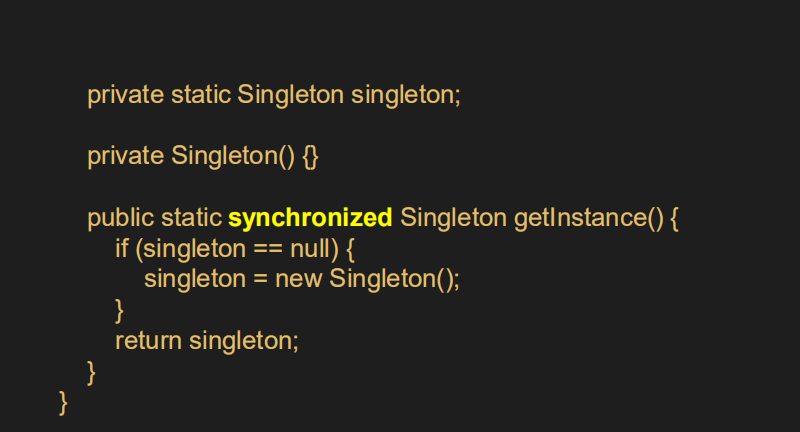 private static Singleton singleton;
private Singleton() {}
public static synchronized Singleton getInstance() {
if (singleton == null) {
singleton = new Singleton();
}
return singleton;
}
}